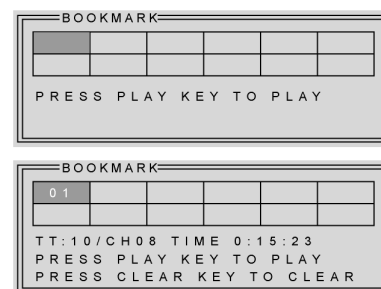 BOOKMARK
PRESS PLAY KEY TO PLAY
BOOKMARK
01
TT:10/CH08 TIME 0:15:23
PRESS PLAY KEY TO PLAY
PRESS CLEAR KEY TO CLEAR